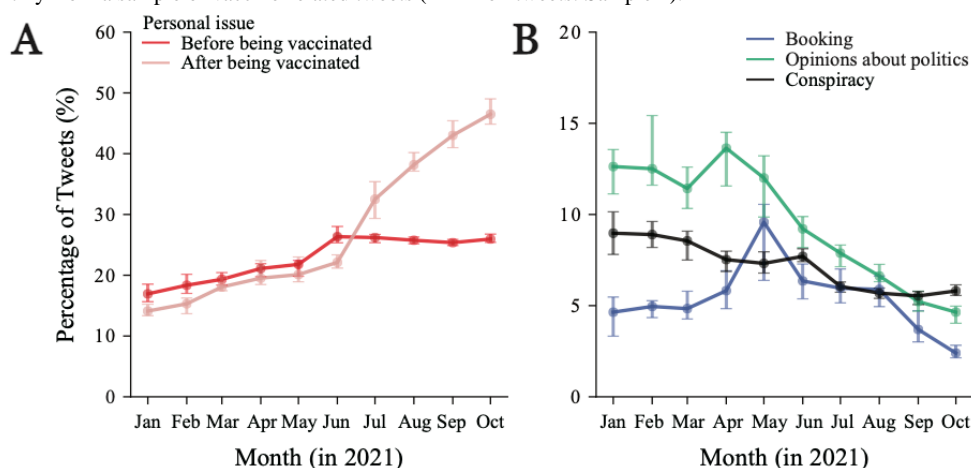 A
Personal issue
Before being vaccinated
After being vaccinated
Percentage of Tweets (%)
60
50
40
30
20
10
0
Jan Feb Mar Apr May Jun Jul Aug Sep Oct
Month (in 2021)
B
Booking
Opinions about politics
Conspiracy
20
15
10
5
0
Jan Feb Mar Apr May Jun Jul Aug Sep Oct
Month (in 2021)